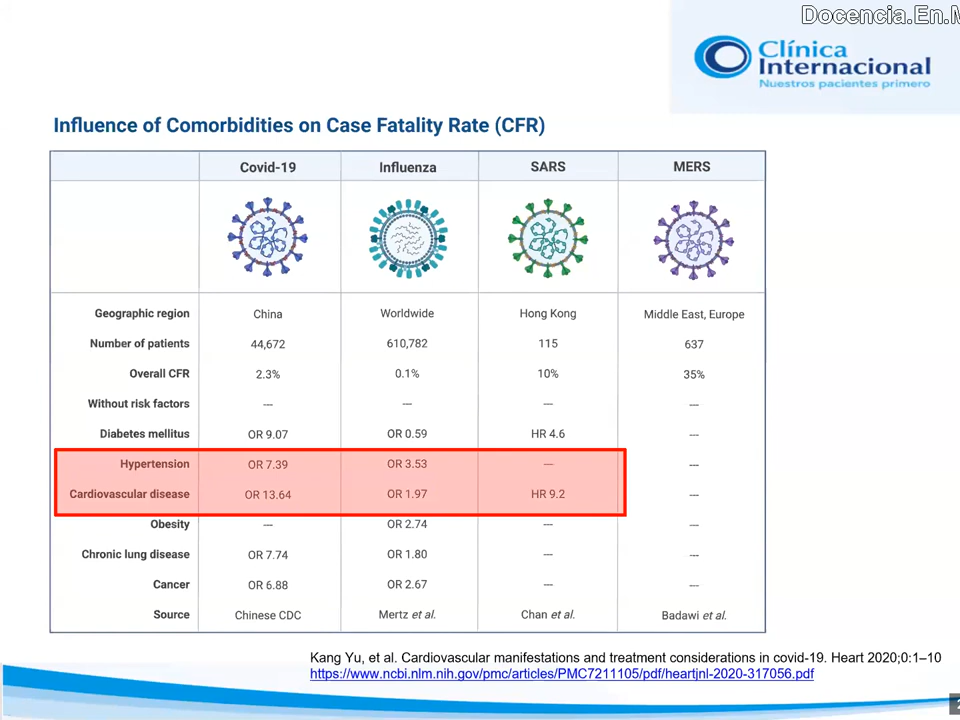 Docencia.En.M
Clínica
Internacional
Nuestros pacientes primero
Influence of Comorbidities on Case Fatality Rate (CFR)
Covid-19 Influenza SARS MERS
Geographic region China Worldwide Hong Kong Middle East, Europe
Number of patients 44,672 610,782 115 637
Overall CFR 2.3% 0.1% 10% 35%
Without risk factors --- --- --- ---
Diabetes mellitus OR 9.07 OR 0.59 HR 4.6 ---
Hypertension OR 7.39 OR 3.53 --- ---
Cardiovascular disease OR 13.64 OR 1.97 HR 9.2 ---
Obesity --- OR 2.74 --- ---
Chronic lung disease OR 7.74 OR 1.80 --- ---
Cancer OR 6.88 OR 2.67 --- ---
Source Chinese CDC Mertz et al. Chan et al. Badawi et al.
Kang Yu, et al. Cardiovascular manifestations and treatment considerations in covid-19. Heart 2020;0:1–10
https://www.ncbi.nlm.nih.gov/pmc/articles/PMC7211105/pdf/heartjnl-2020-317056.pdf